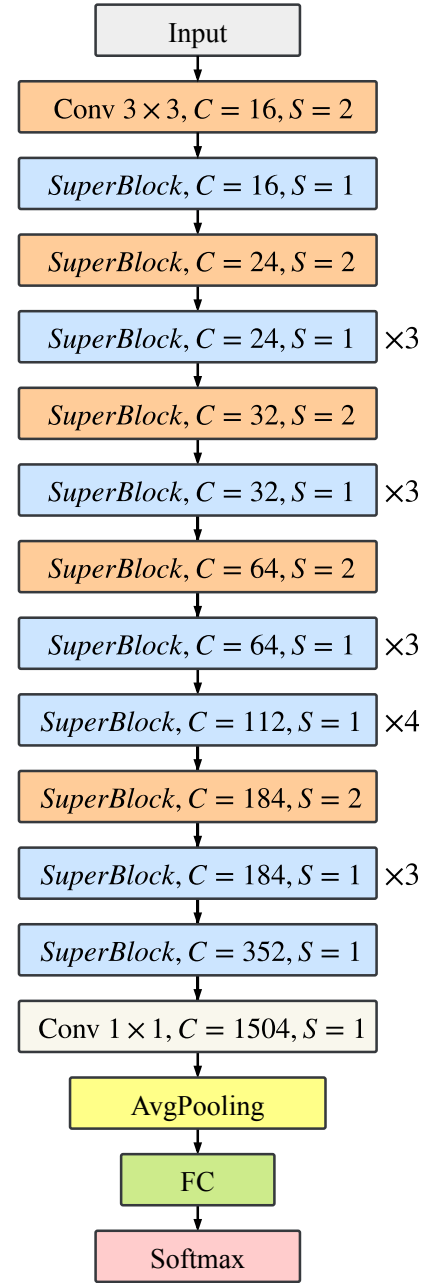 Input
Conv 3 × 3, C = 16, S = 2
SuperBlock, C = 16, S = 1
SuperBlock, C = 24, S = 2
SuperBlock, C = 24, S = 1 ×3
SuperBlock, C = 32, S = 2
SuperBlock, C = 32, S = 1 ×3
SuperBlock, C = 64, S = 2
SuperBlock, C = 64, S = 1 ×3
SuperBlock, C = 112, S = 1 ×4
SuperBlock, C = 184, S = 2
SuperBlock, C = 184, S = 1 ×3
SuperBlock, C = 352, S = 1
Conv 1 × 1, C = 1504, S = 1
AvgPooling
FC
Softmax